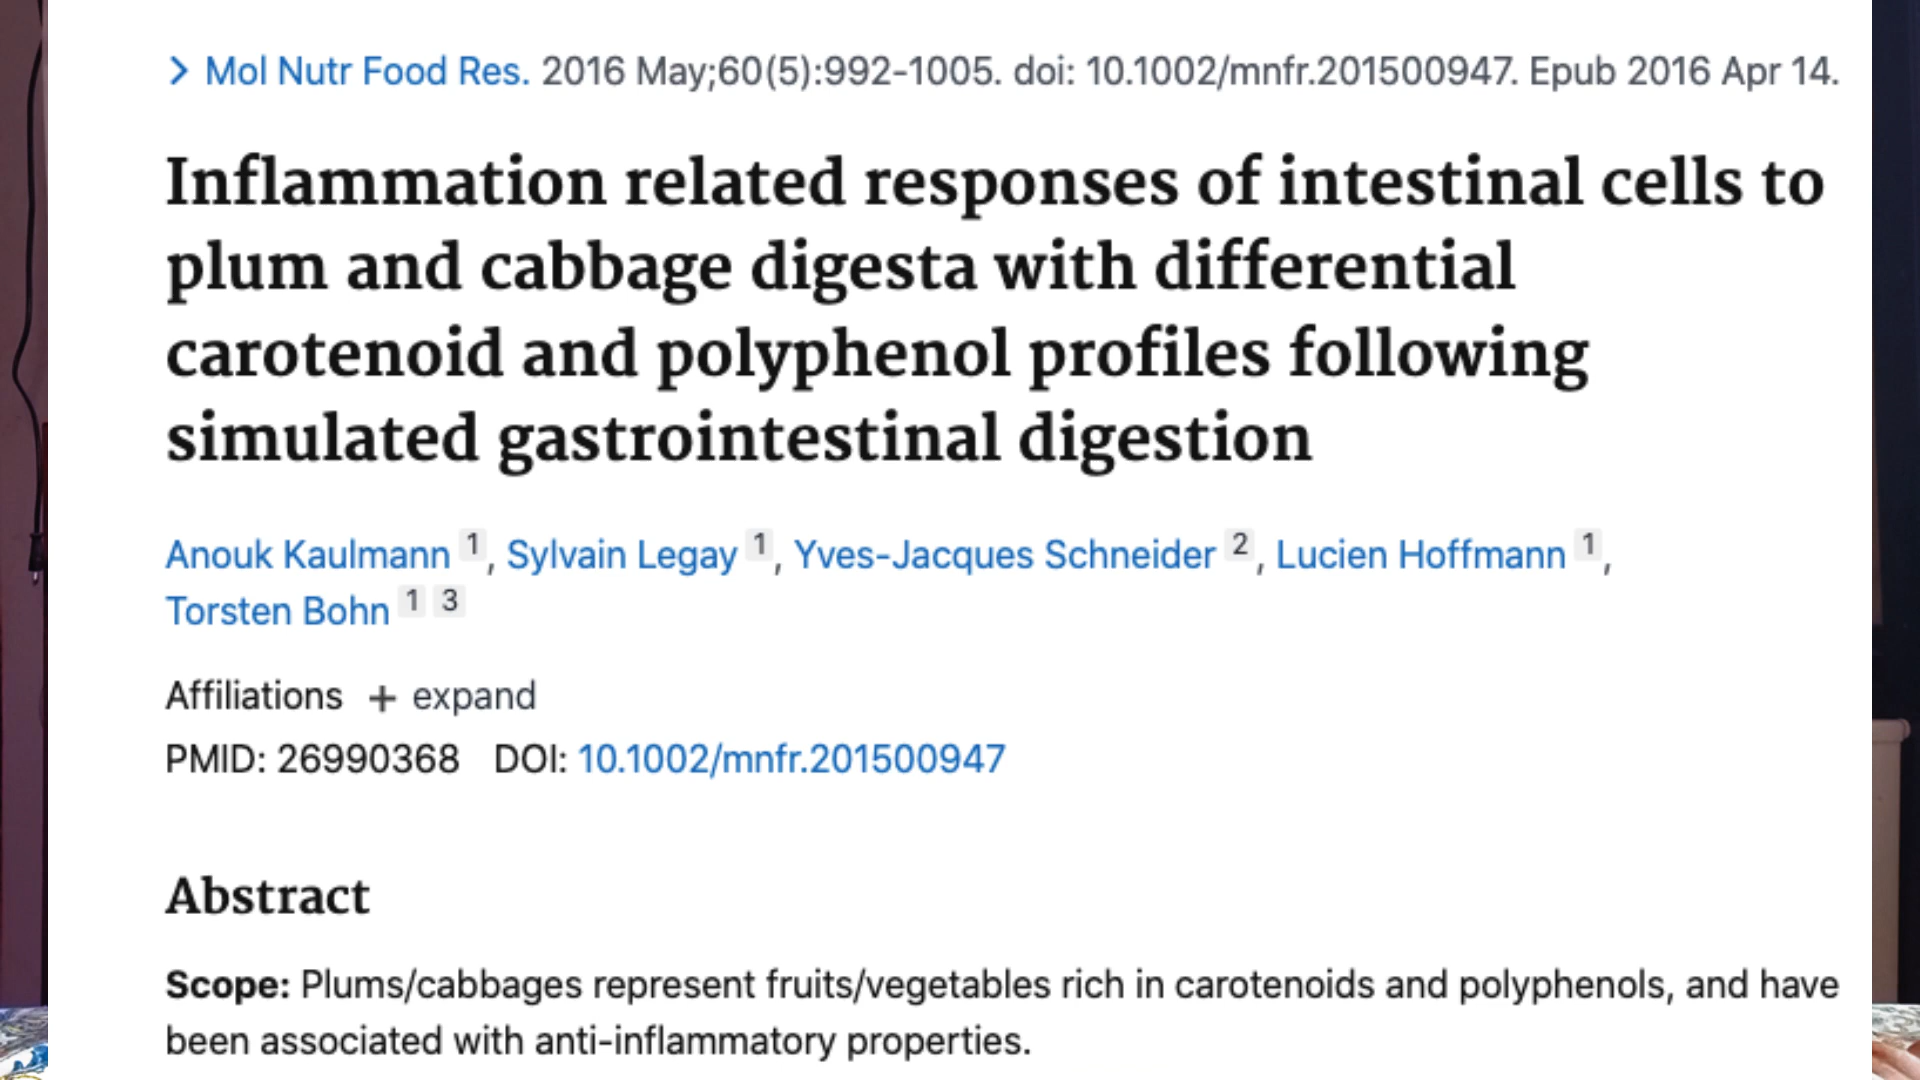 Mol Nutr Food Res. 2016 May;60(5):992-1005. doi: 10.1002/mnfr.201500947. Epub 2016 Apr 14.
Inflammation related responses of intestinal cells to
plum and cabbage digesta with differential
carotenoid and polyphenol profiles following
simulated gastrointestinal digestion
Anouk Kaulmann 1, Sylvain Legay 1, Yves-Jacques Schneider 2, Lucien Hoffmann 1,
Torsten Bohn 1 3
Affiliations + expand
PMID: 26990368 DOI: 10.1002/mnfr.201500947
Abstract
Scope: Plums/cabbages represent fruits/vegetables rich in carotenoids and polyphenols, and have
been associated with anti-inflammatory properties.